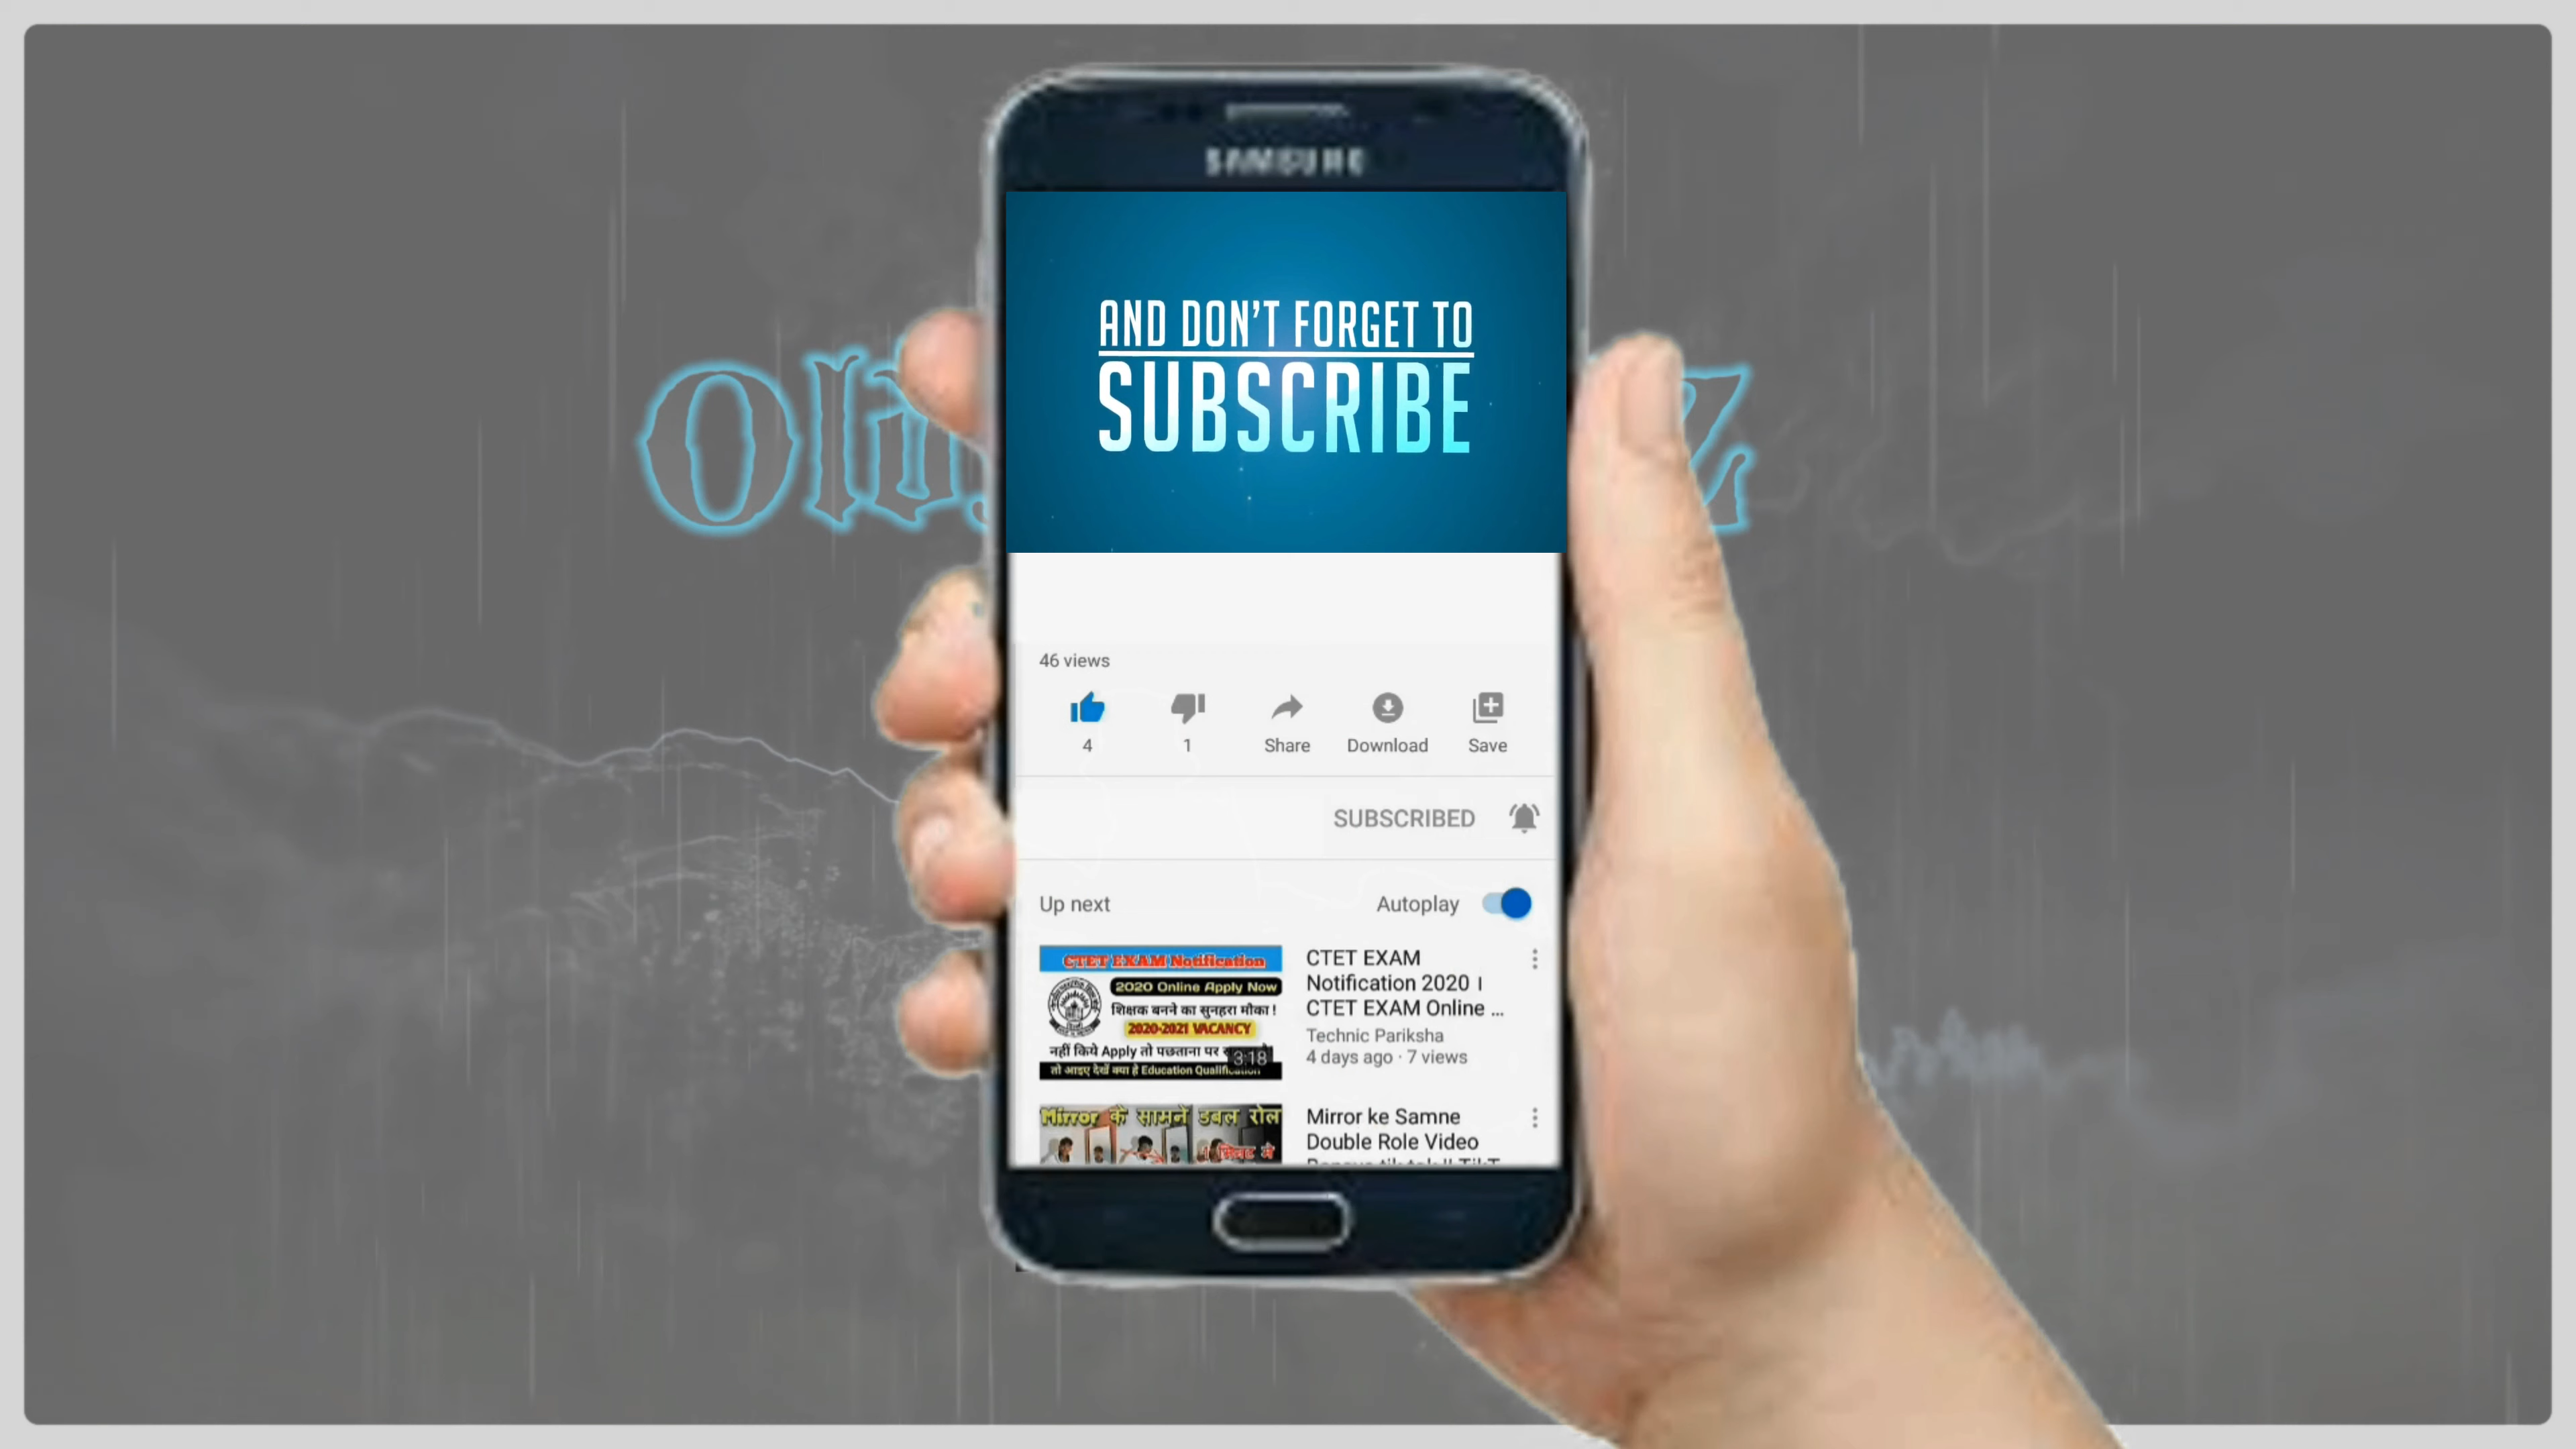 SAMSUNG
AND DON'T FORGET TO
SUBSCRIBE
46 views
4
1
Share
Download
Save
SUBSCRIBED
Up next
Autoplay
CTET EXAM Notification
2020 Online Apply Now
शिक्षक बनने का सुनहरा मौका !
2020-2021 VACANCY
नहीं किये Apply तो पछताना पर
3:18
तो आइए देखें क्या है Education
CTET EXAM
Notification 2020 ।
CTET EXAM Online ...
Technic Pariksha
4 days ago · 7 views
Mirror के सामने डबल रोल
Mirror ke Samne
Double Role Video